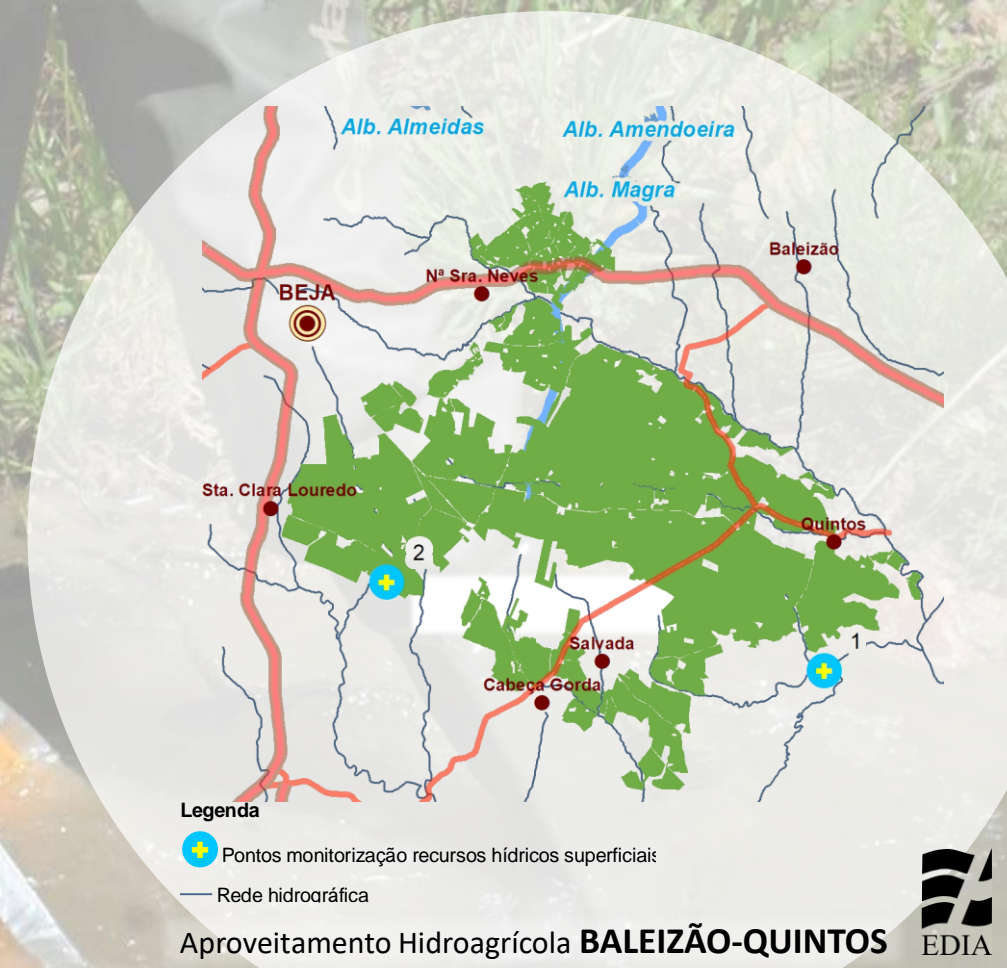 Alb. Almeidas
Alb. Amendoeira
Alb. Magra
Baleizão
Nª Sra. Neves
BEJA
Sta. Clara Louredo
Quintos
2
1
Salvada
Cabeça Gorda
Legenda
Pontos monitorização recursos hídricos superficiais
Rede hidrográfica
Aproveitamento Hidroagrícola BALEIZÃO-QUINTOS
EDIA